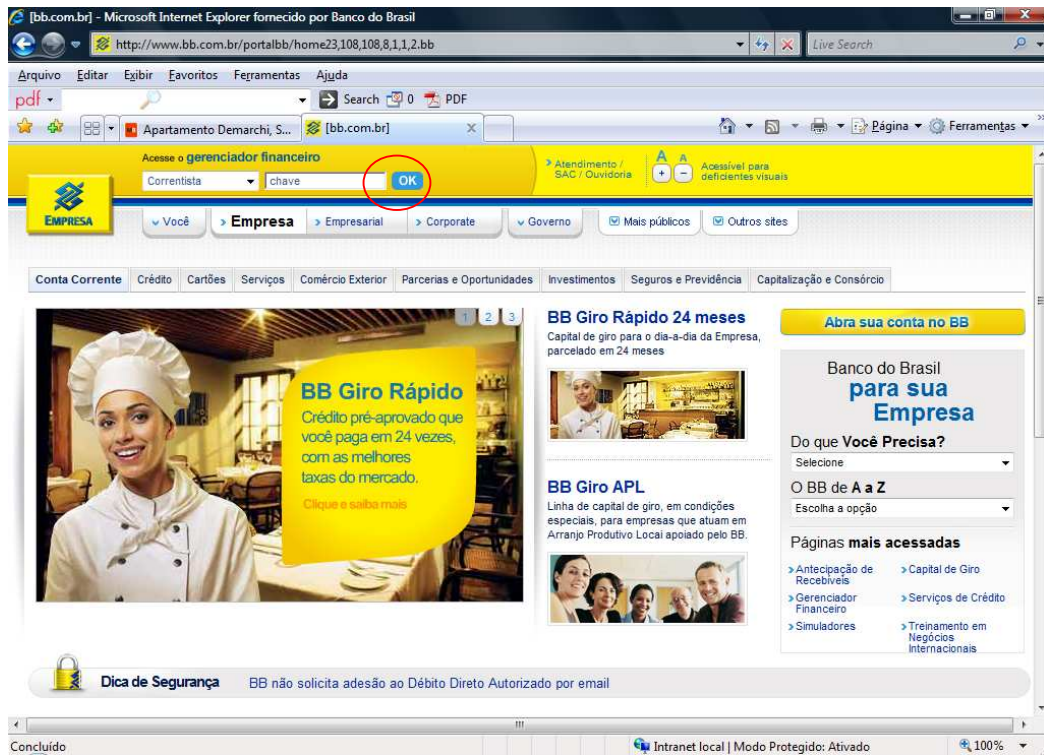 [bb.com.br] - Microsoft Internet Explorer fornecido por Banco do Brasil
http://www.bb.com.br/portalbb/home23,108,108,8,1,1,2.bb
Live Search
Arquivo Editar Exibir Favoritos Ferramentas Ajuda
pdf Search 0 PDF
Apartamento Demarchi, S... [bb.com.br] X Página Ferramentas
Acesse o gerenciador financeiro
Correntista chave OK
Atendimento /
SAC / Ouvidoria
A A
+ -
Acessível para
deficientes visuais
EMPRESA
Você Empresa Empresarial Corporate Governo Mais públicos Outros sites
Conta Corrente Crédito Cartões Serviços Comércio Exterior Parcerias e Oportunidades Investimentos Seguros e Previdência Capitalização e Consórcio
1 2 3
BB Giro Rápido
Crédito pré-aprovado que
você paga em 24 vezes,
com as melhores
taxas do mercado.
Clique e saiba mais
BB Giro Rápido 24 meses
Capital de giro para o dia-a-dia da Empresa,
parcelado em 24 meses
BB Giro APL
Linha de capital de giro, em condições
especiais, para empresas que atuam em
Arranjo Produtivo Local apoiado pelo BB.
Abra sua conta no BB
Banco do Brasil
para sua
Empresa
Do que Você Precisa?
Selecione
O BB de A a Z
Escolha a opção
Páginas mais acessadas
Antecipação de
Recebíveis
Capital de Giro
Gerenciador
Financeiro
Serviços de Crédito
Simuladores
Treinamento em
Negócios
Internacionais
Dica de Segurança BB não solicita adesão ao Débito Direto Autorizado por email
Concluído Intranet local | Modo Protegido: Ativado 100%